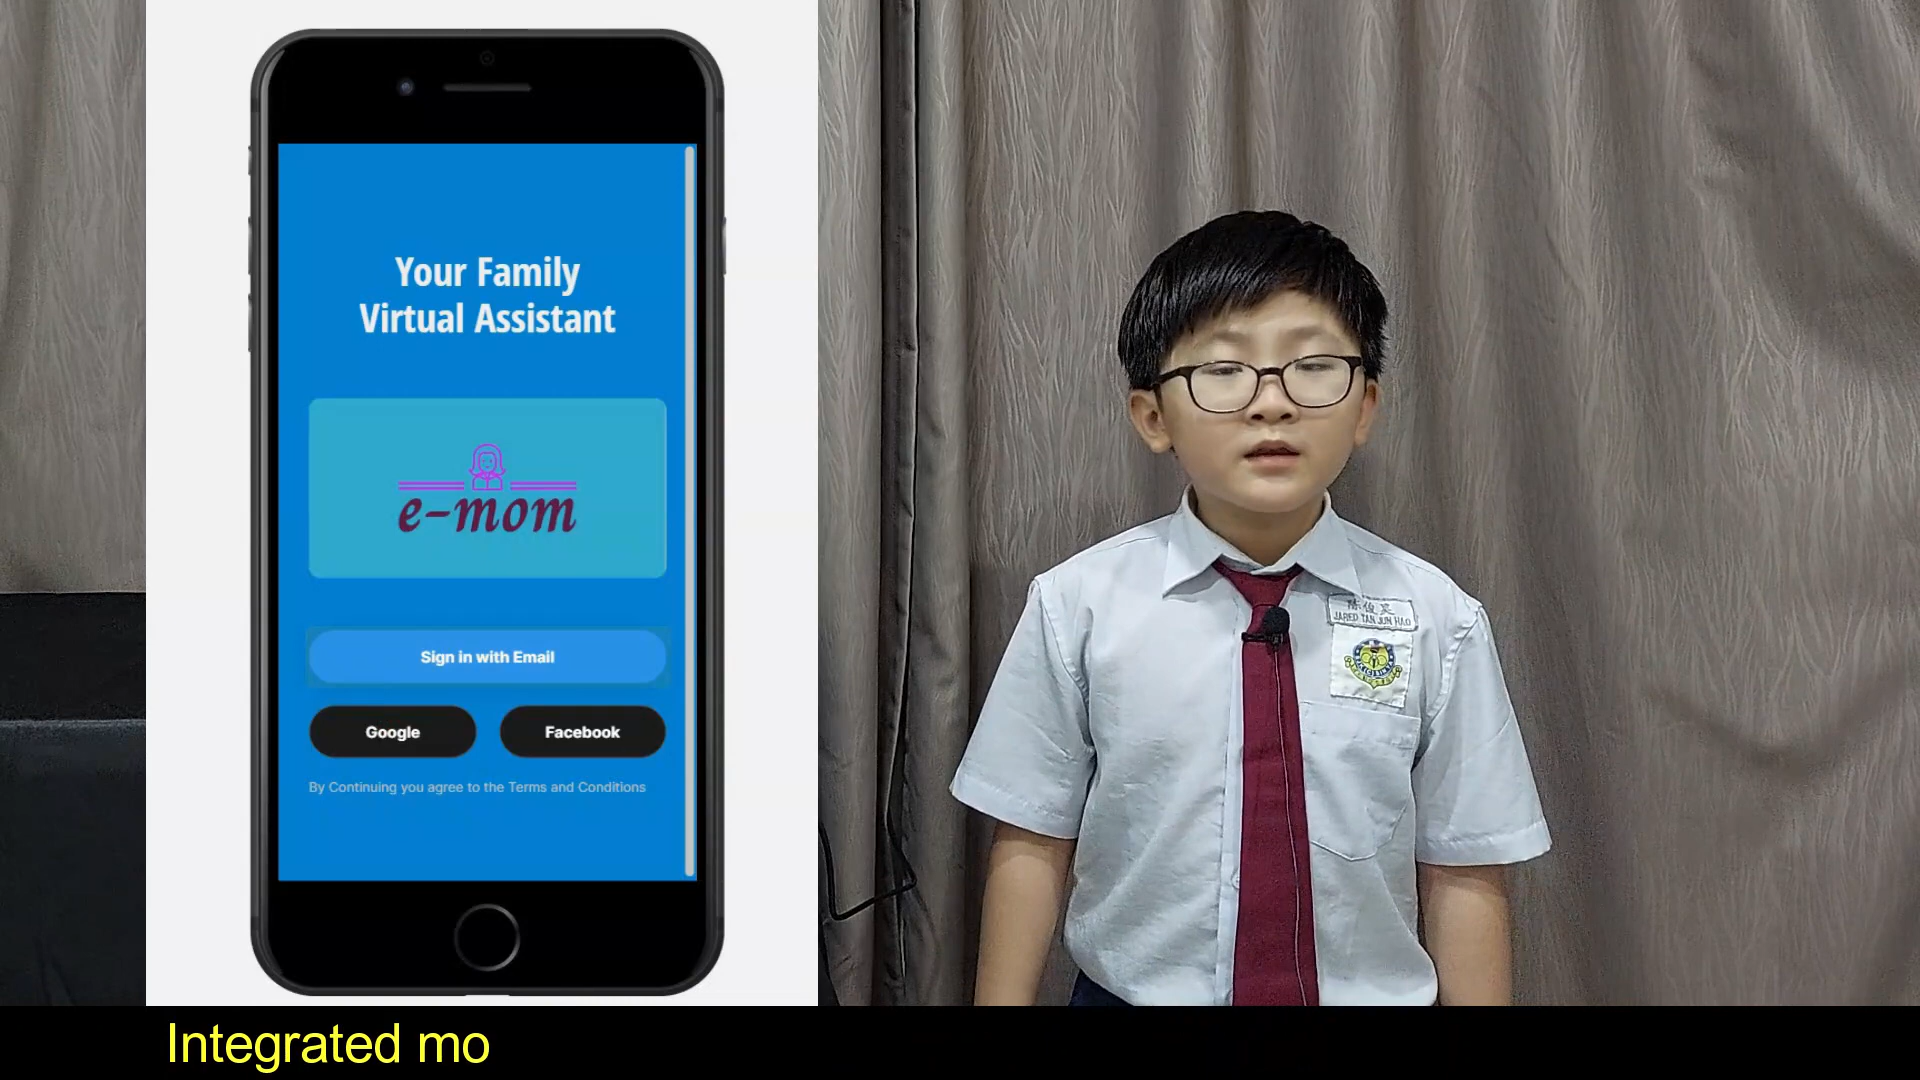 Your Family
Virtual Assistant
e-mom
Sign in with Email
Google
Facebook
By Continuing you agree to the Terms and Conditions
JARED TAN JUN HAO
Integrated mo